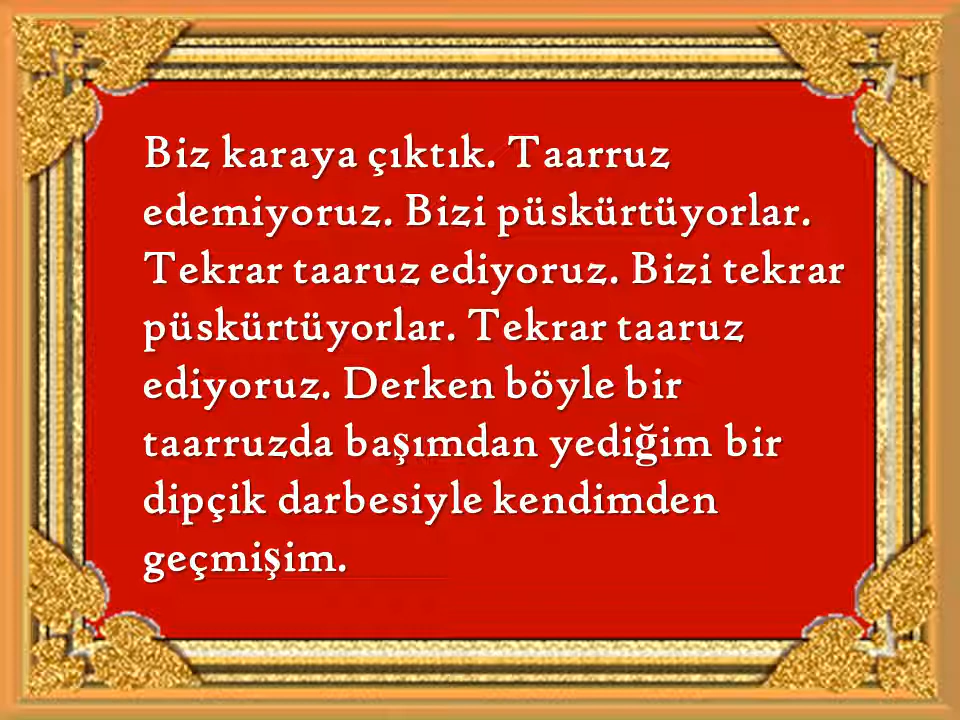 Biz karaya çıktık. Taarruz
edemiyoruz. Bizi püskürtüyorlar.
Tekrar taaruz ediyoruz. Bizi tekrar
püskürtüyorlar. Tekrar taaruz
ediyoruz. Derken böyle bir
taarruzda başımdan yediğim bir
dipçik darbesiyle kendimden
geçmişim.